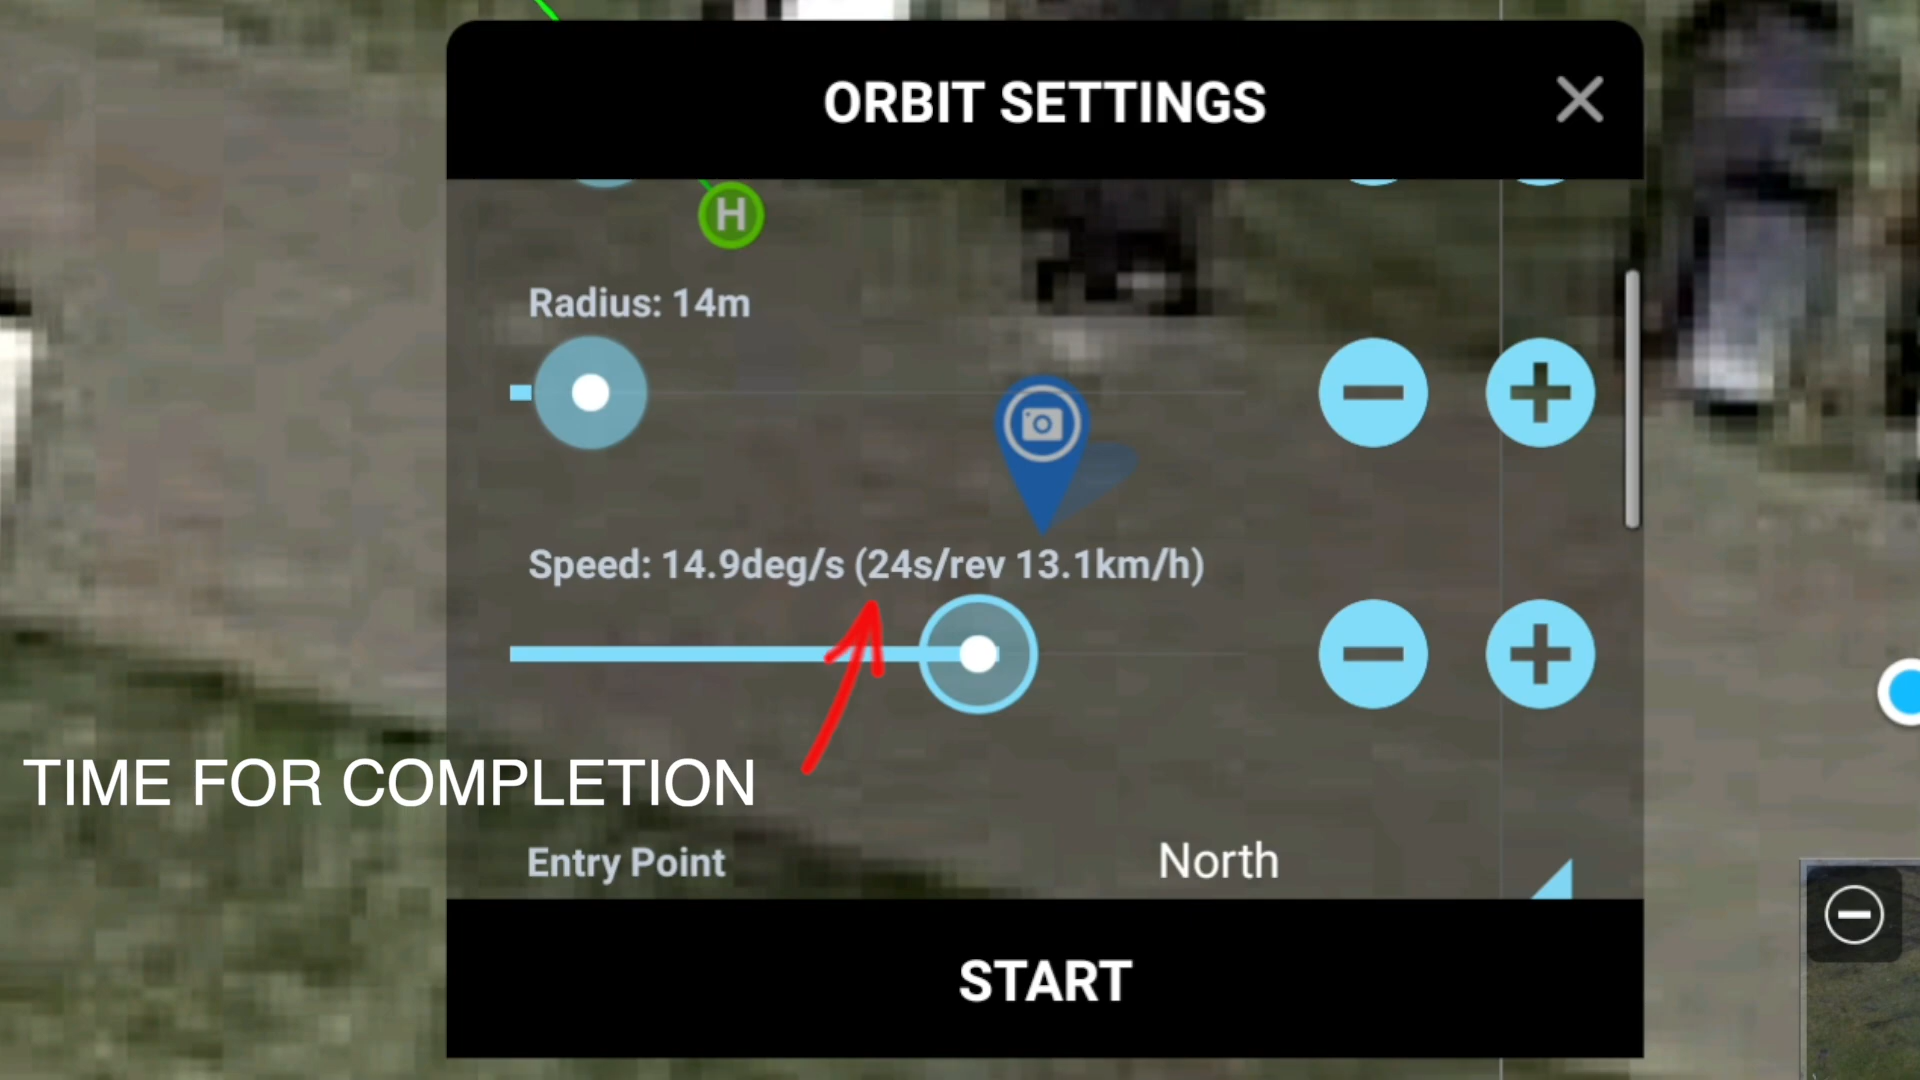 ORBIT SETTINGS
H
Radius: 14m
Speed: 14.9deg/s (24s/rev 13.1km/h)
TIME FOR COMPLETION
Entry Point
North
START